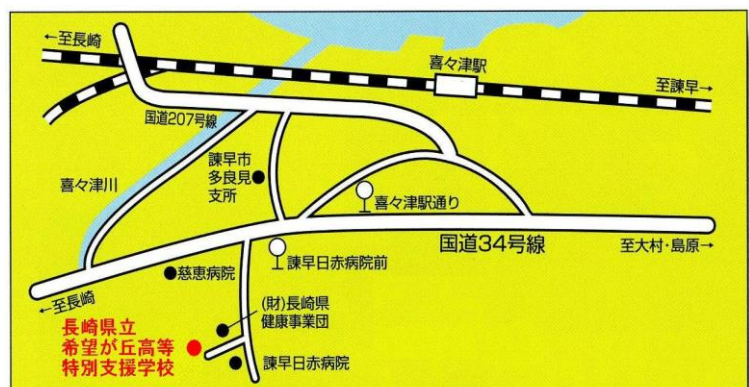 ←至長崎
喜々津駅
至諫早→
国道207号線
喜々津川
諫早市
多良見
支所
喜々津駅通り
国道34号線
至大村・島原→
諫早日赤病院前
慈恵病院
←至長崎
(財)長崎県
健康事業団
長崎県立
希望が丘高等
特別支援学校
諫早日赤病院